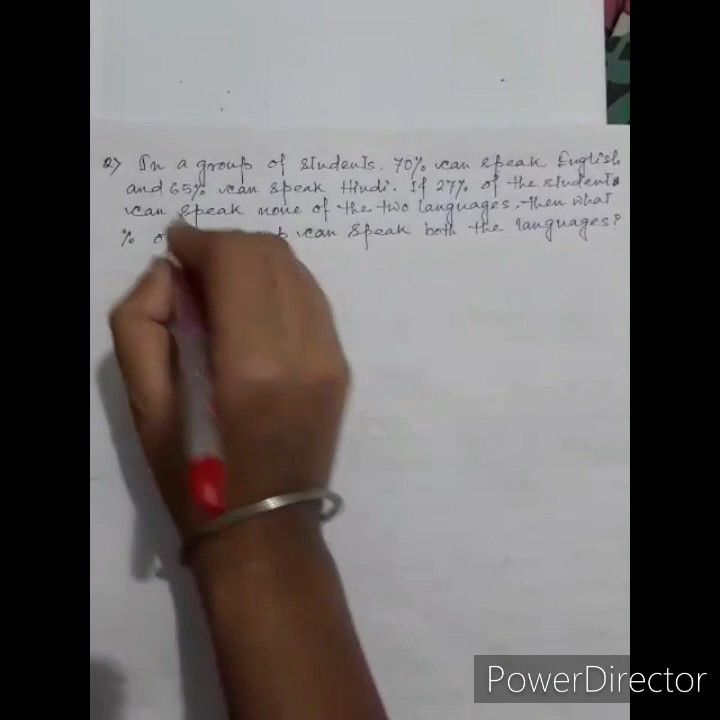 Q> In a group of students, 70% can speak English
and 65% can speak Hindi. If 27% of the students
can speak none of the two languages, then what
% can speak both the languages?
PowerDirector